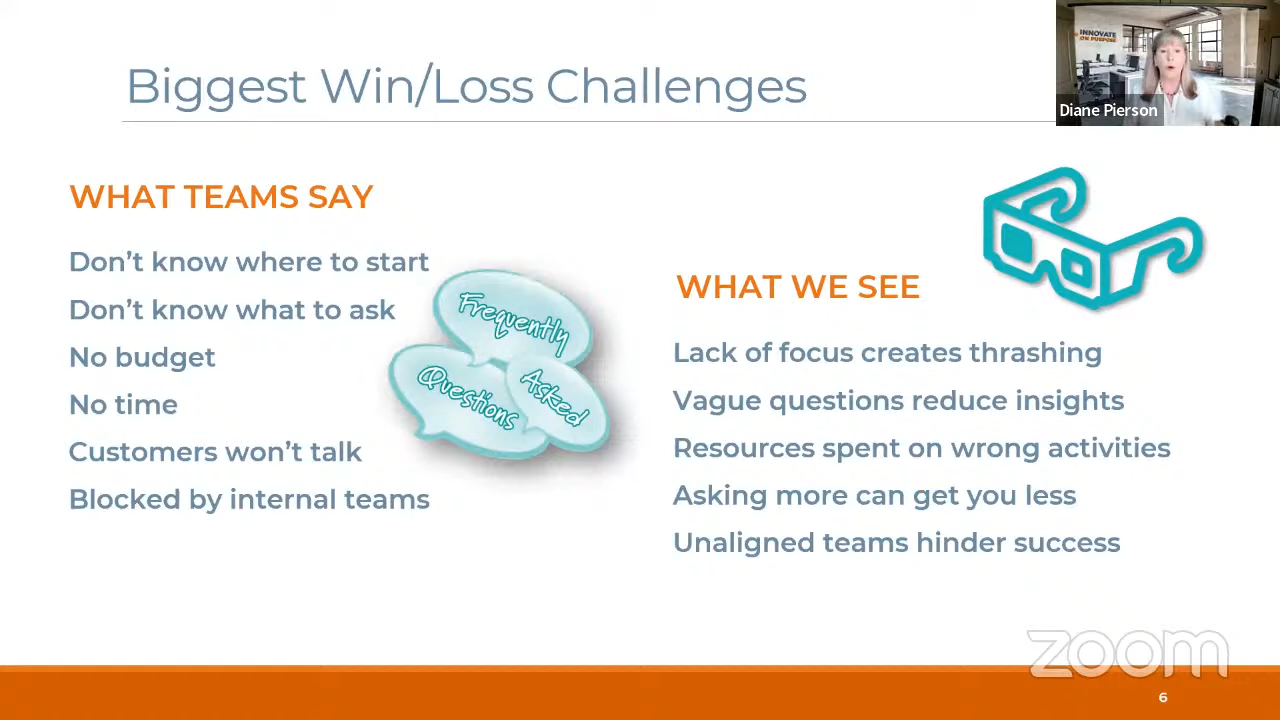 Biggest Win/Loss Challenges
INNOVATE
ON PURPOSE
Diane Pierson
WHAT TEAMS SAY
Don’t know where to start
Don’t know what to ask
No budget
No time
Customers won’t talk
Blocked by internal teams
Frequently
Asked
Questions
WHAT WE SEE
Lack of focus creates thrashing
Vague questions reduce insights
Resources spent on wrong activities
Asking more can get you less
Unaligned teams hinder success
zoom
6